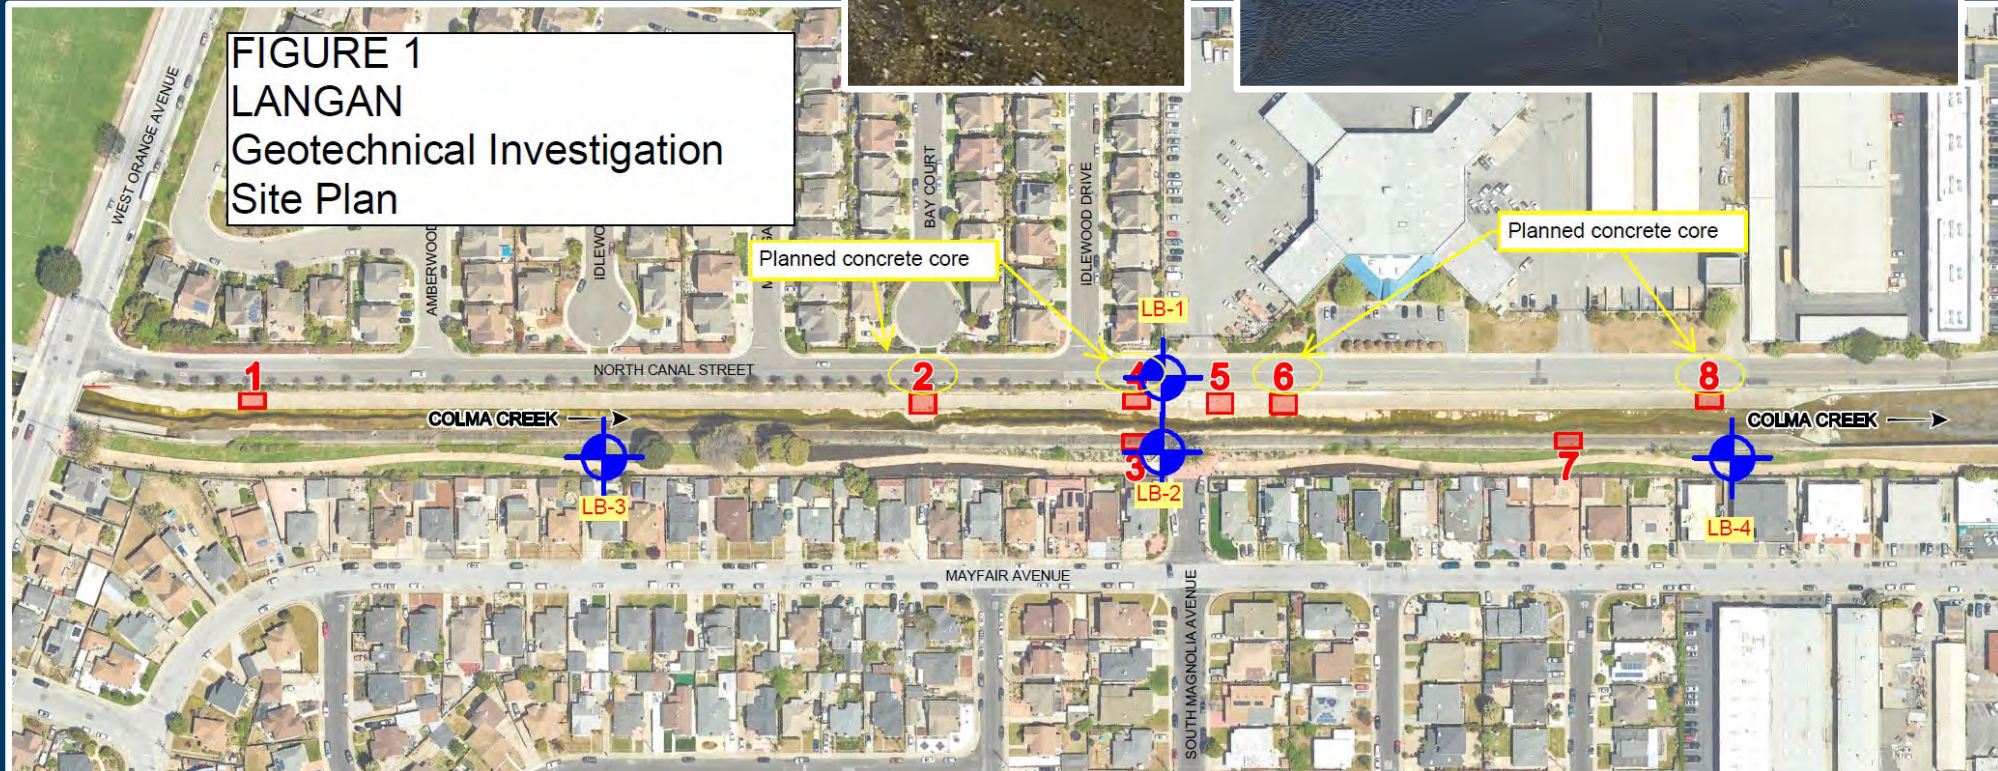 FIGURE 1
LANGAN
Geotechnical Investigation
Site Plan
WEST ORANGE AVENUE
AMBERWOOD
BAY COURT
IDLEWOOD DRIVE
Planned concrete core
Planned concrete core
LB-1
1
NORTH CANAL STREET
2
4
5
6
8
COLMA CREEK
COLMA CREEK
3
7
LB-3
LB-2
LB-4
MAYFAIR AVENUE
SOUTH MAGNOLIA AVENUE